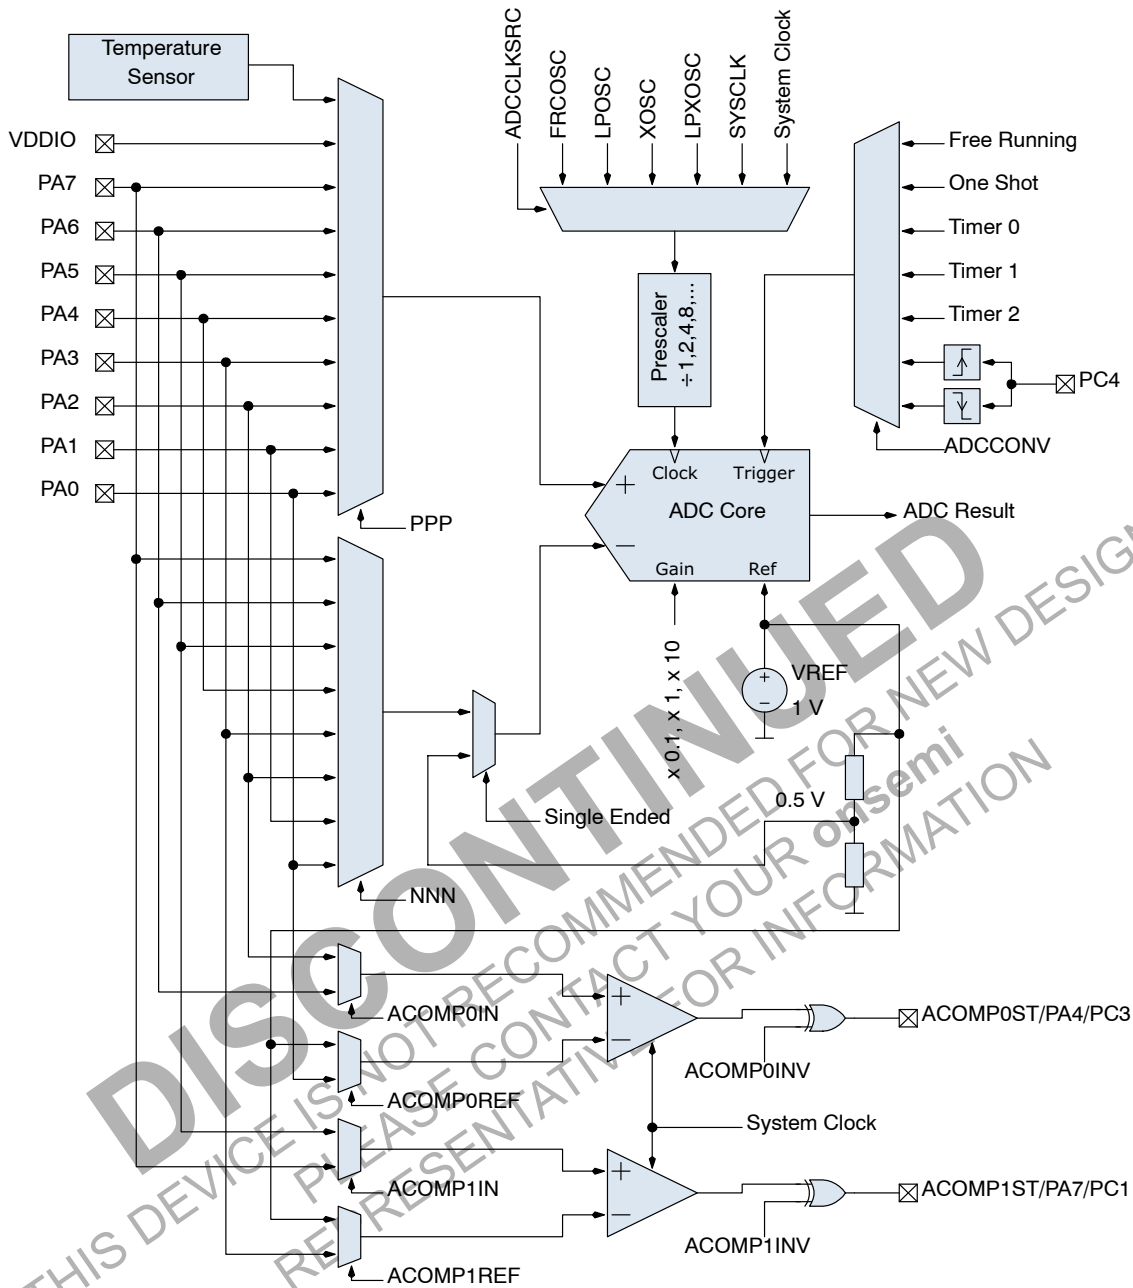 Temperature
Sensor
VDDIO
PA7
PA6
PA5
PA4
PA3
PA2
PA1
PA0
PPP
NNN
ADCCLKSRC
FRCOSC
LPOSC
XOSC
LPXOSC
SYSCLK
System Clock
Prescaler
÷1,2,4,8,...
Free Running
One Shot
Timer 0
Timer 1
Timer 2
PC4
ADCCONV
Clock
Trigger
+
ADC Core
−
Gain
Ref
ADC Result
x 0.1, x 1, x 10
+
VREF
−
1 V
0.5 V
Single Ended
ACOMP0IN
ACOMP0REF
+
−
ACOMP0INV
ACOMP0ST/PA4/PC3
System Clock
ACOMP1IN
ACOMP1REF
+
−
ACOMP1INV
ACOMP1ST/PA7/PC1
DISCONTINUED
THIS DEVICE IS NOT RECOMMENDED FOR NEW DESIGN
PLEASE CONTACT YOUR onsemi
REPRESENTATIVE FOR INFORMATION